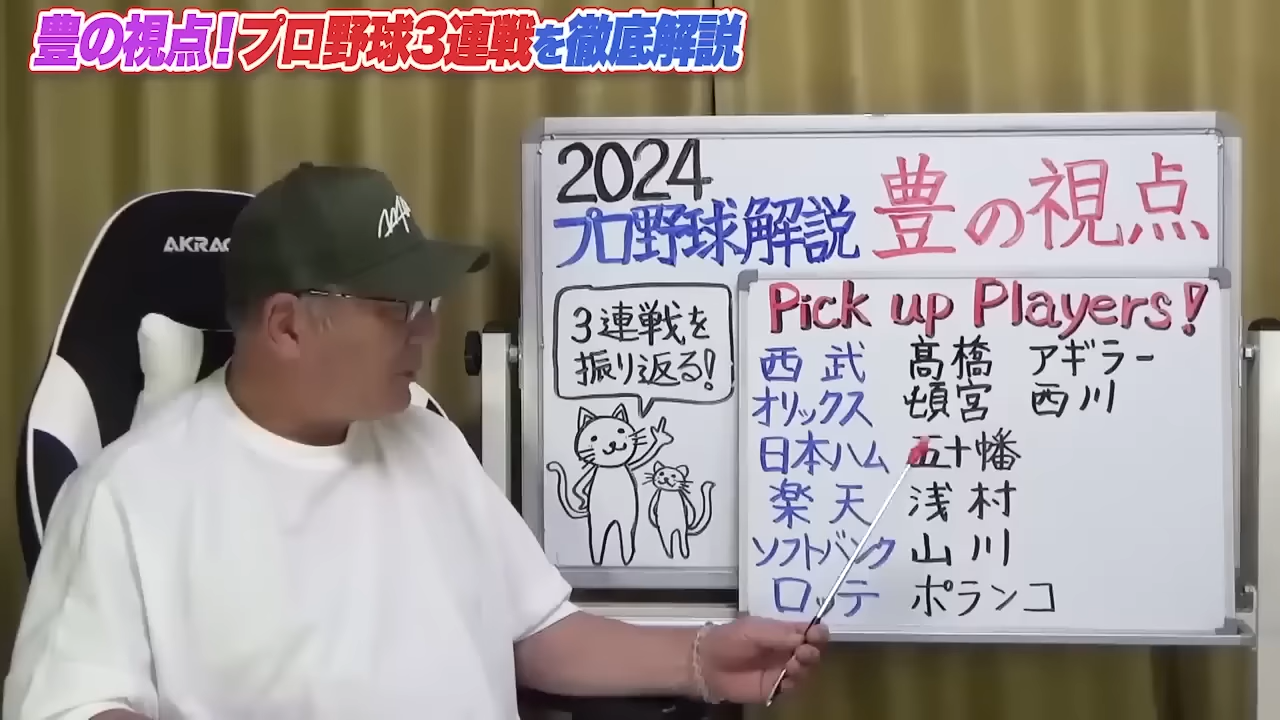 豊の視点!プロ野球3連戦を徹底解説
AKRAC
2024
プロ野球解説
豊の視点
3連戦を
振り返る!
Pick up Players!
西武 髙橋 アギラー
オリックス 頓宮 西川
日本ハム 五十幡
楽天 浅村
ソフトバンク 山川
ロッテ ポランコ